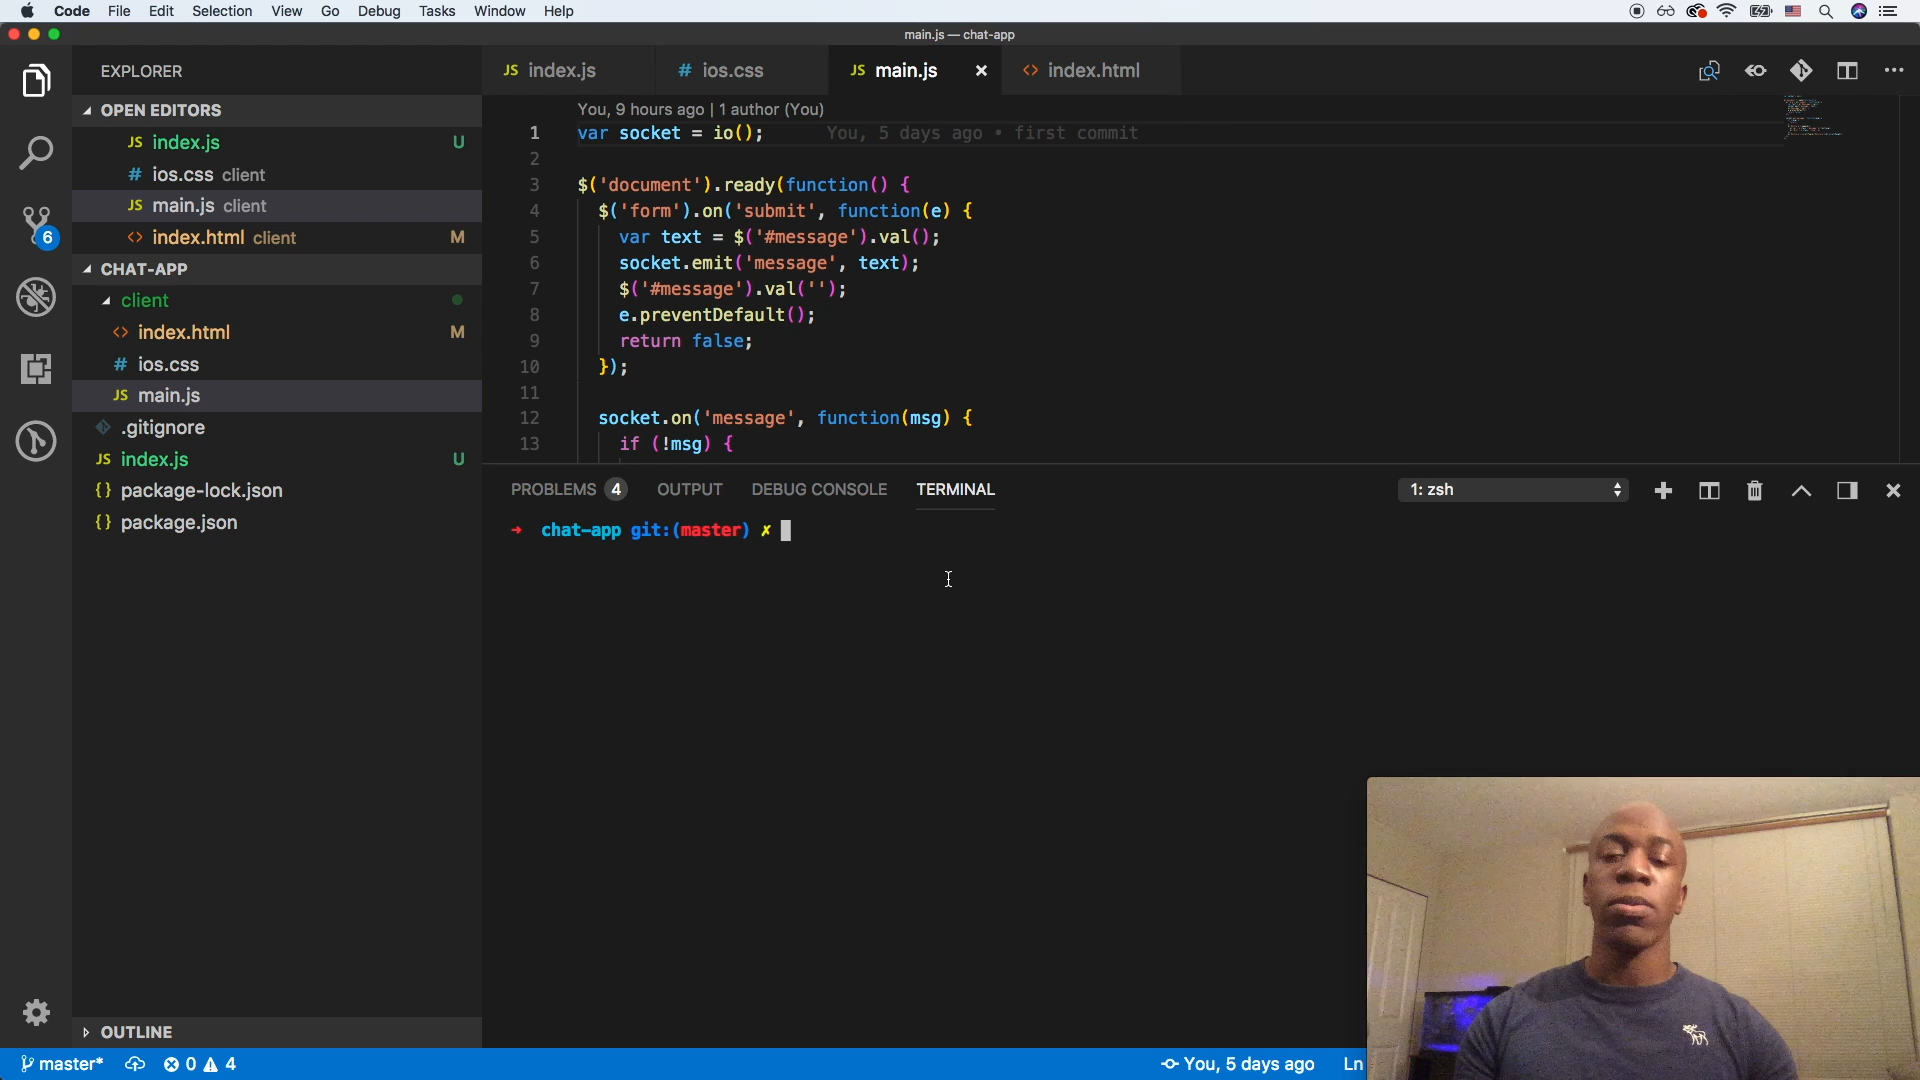 Code File Edit Selection View Go Debug Tasks Window Help
main.js — chat-app
EXPLORER
OPEN EDITORS
JS index.js U
# ios.css client
JS main.js client
<> index.html client M
6
CHAT-APP
client
<> index.html M
# ios.css
JS main.js
.gitignore
JS index.js U
{} package-lock.json
{} package.json
OUTLINE
JS index.js # ios.css JS main.js × <> index.html
You, 9 hours ago | 1 author (You)
1 var socket = io(); You, 5 days ago • first commit
2
3 $('document').ready(function() {
4 $('form').on('submit', function(e) {
5 var text = $('#message').val();
6 socket.emit('message', text);
7 $('#message').val('');
8 e.preventDefault();
9 return false;
10 });
11
12 socket.on('message', function(msg) {
13 if (!msg) {
PROBLEMS 4 OUTPUT DEBUG CONSOLE TERMINAL 1: zsh
→ chat-app git:(master) ✗
master* 0 4 You, 5 days ago Ln